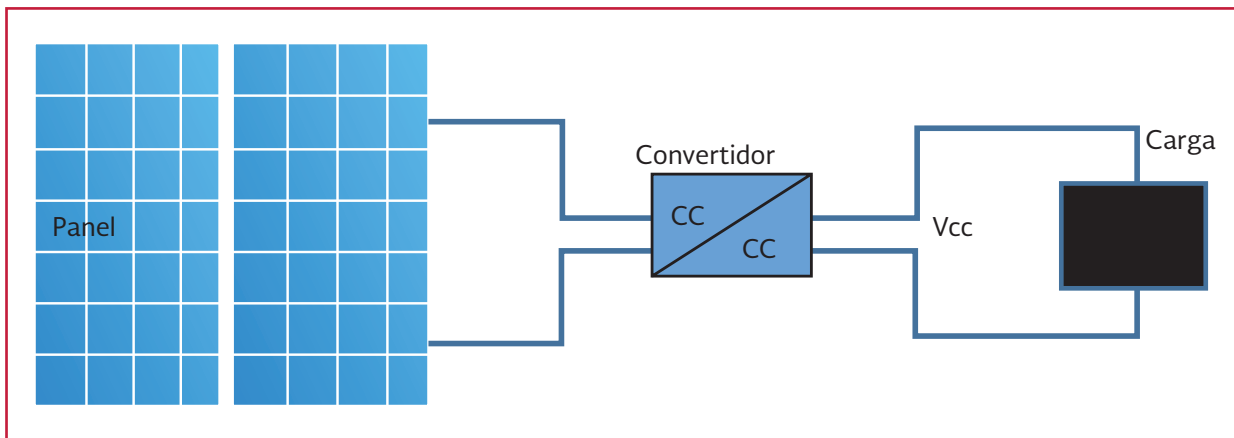 Panel
Convertidor
CC
CC
Vcc
Carga